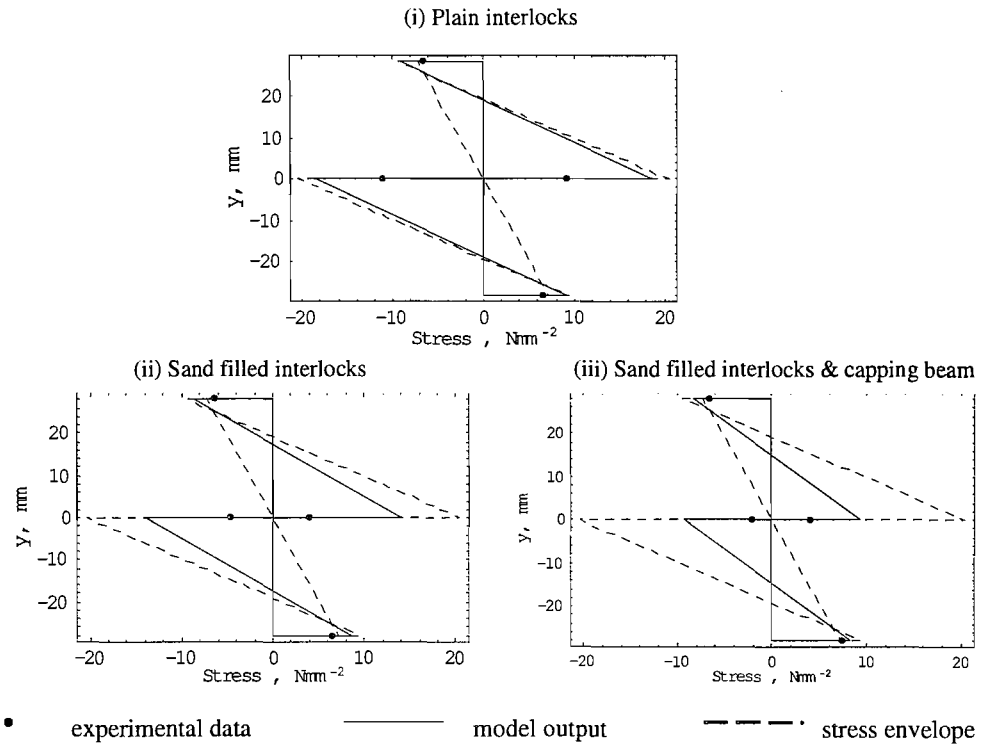 (i) Plain interlocks
20
10
0
−10
−20
y, mm
−20 −10 0 10 20
Stress , Nmm⁻²
(ii) Sand filled interlocks
20
10
0
−10
−20
y, mm
−20 −10 0 10 20
Stress , Nmm⁻²
(iii) Sand filled interlocks & capping beam
20
10
0
−10
−20
y, mm
−20 −10 0 10 20
Stress , Nmm⁻²
experimental data model output stress envelope